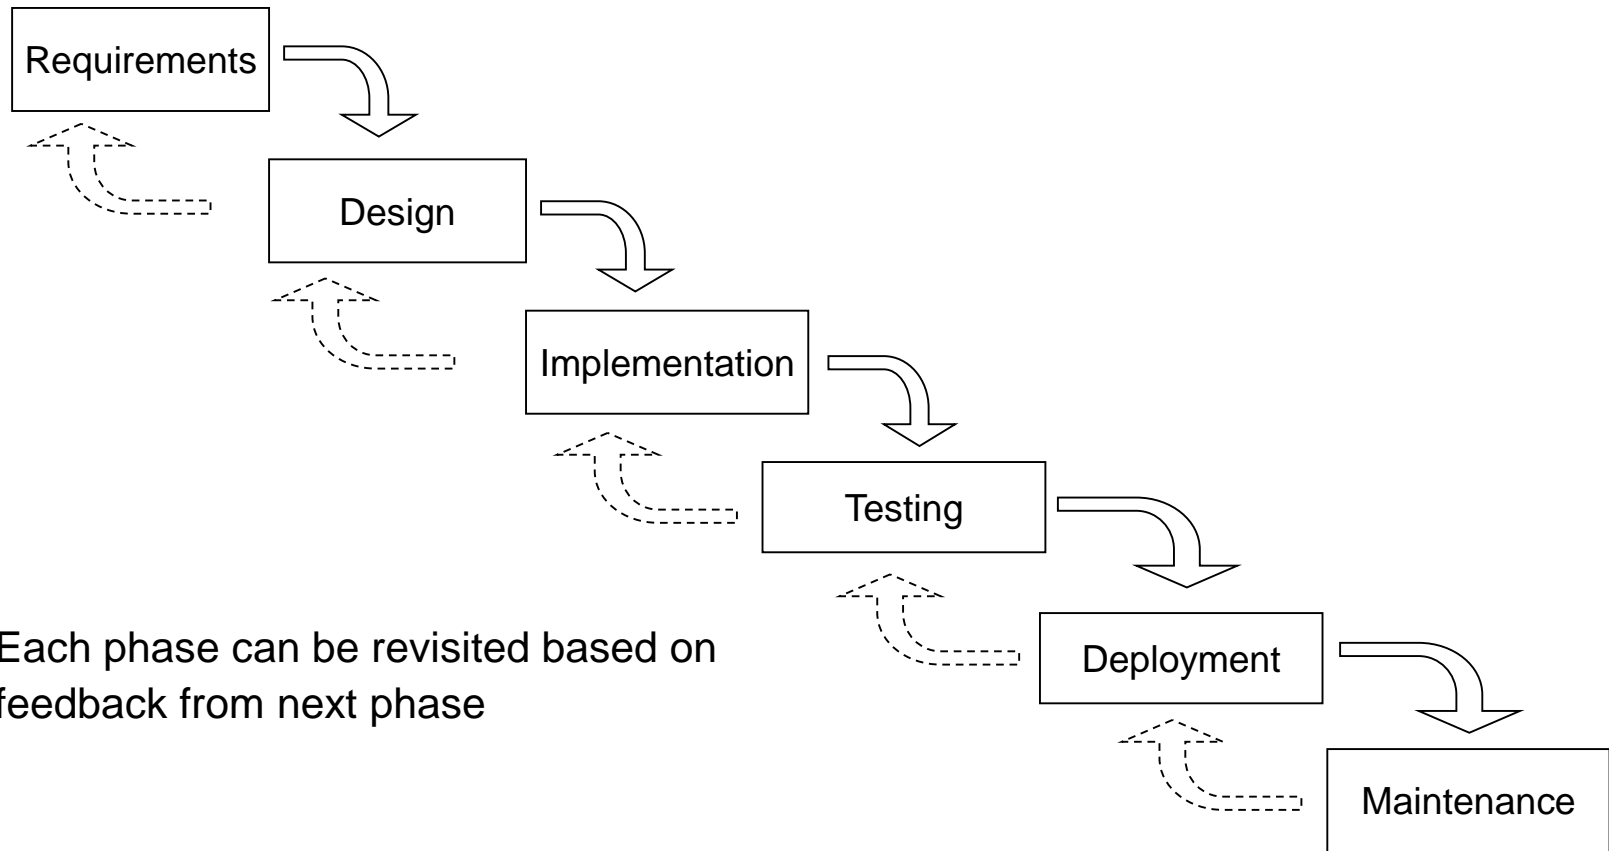 Requirements
Design
Implementation
Testing
Each phase can be revisited based on
feedback from next phase
Deployment
Maintenance